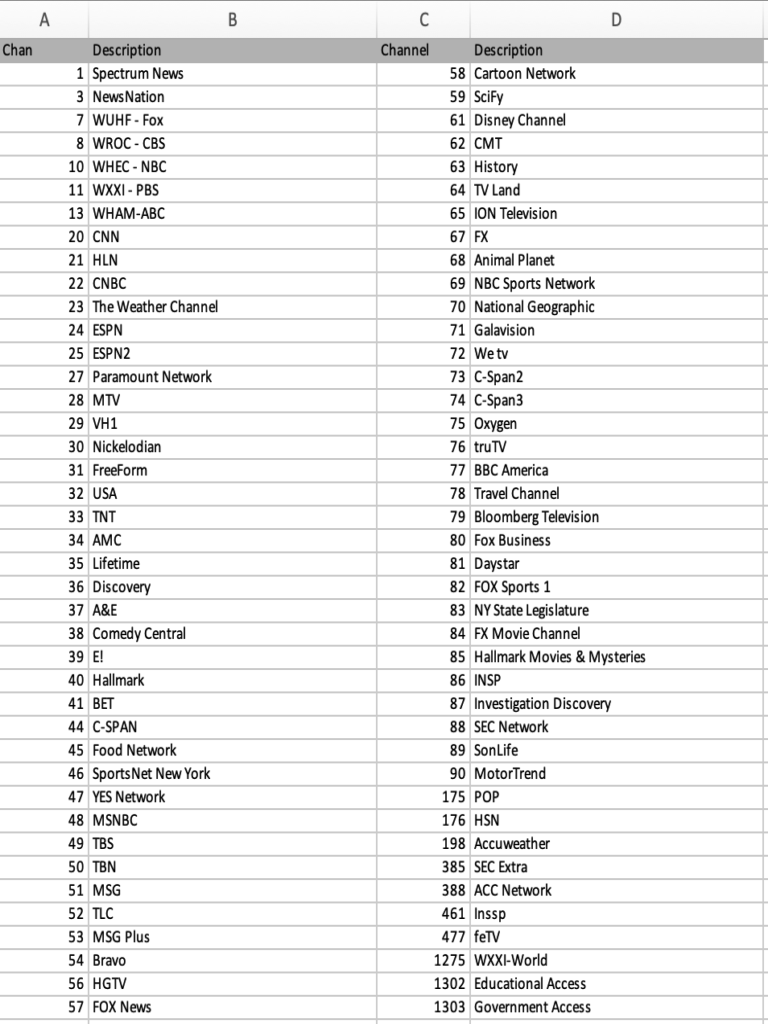 A B C D
Chan Description Channel Description
1 Spectrum News 58 Cartoon Network
3 NewsNation 59 SciFy
7 WUHF - Fox 61 Disney Channel
8 WROC - CBS 62 CMT
10 WHEC - NBC 63 History
11 WXXI - PBS 64 TV Land
13 WHAM-ABC 65 ION Television
20 CNN 67 FX
21 HLN 68 Animal Planet
22 CNBC 69 NBC Sports Network
23 The Weather Channel 70 National Geographic
24 ESPN 71 Galavision
25 ESPN2 72 We tv
27 Paramount Network 73 C-Span2
28 MTV 74 C-Span3
29 VH1 75 Oxygen
30 Nickelodian 76 truTV
31 FreeForm 77 BBC America
32 USA 78 Travel Channel
33 TNT 79 Bloomberg Television
34 AMC 80 Fox Business
35 Lifetime 81 Daystar
36 Discovery 82 FOX Sports 1
37 A&E 83 NY State Legislature
38 Comedy Central 84 FX Movie Channel
39 E! 85 Hallmark Movies & Mysteries
40 Hallmark 86 INSP
41 BET 87 Investigation Discovery
44 C-SPAN 88 SEC Network
45 Food Network 89 SonLife
46 SportsNet New York 90 MotorTrend
47 YES Network 175 POP
48 MSNBC 176 HSN
49 TBS 198 Accuweather
50 TBN 385 SEC Extra
51 MSG 388 ACC Network
52 TLC 461 Inssp
53 MSG Plus 477 feTV
54 Bravo 1275 WXXI-World
56 HGTV 1302 Educational Access
57 FOX News 1303 Government Access